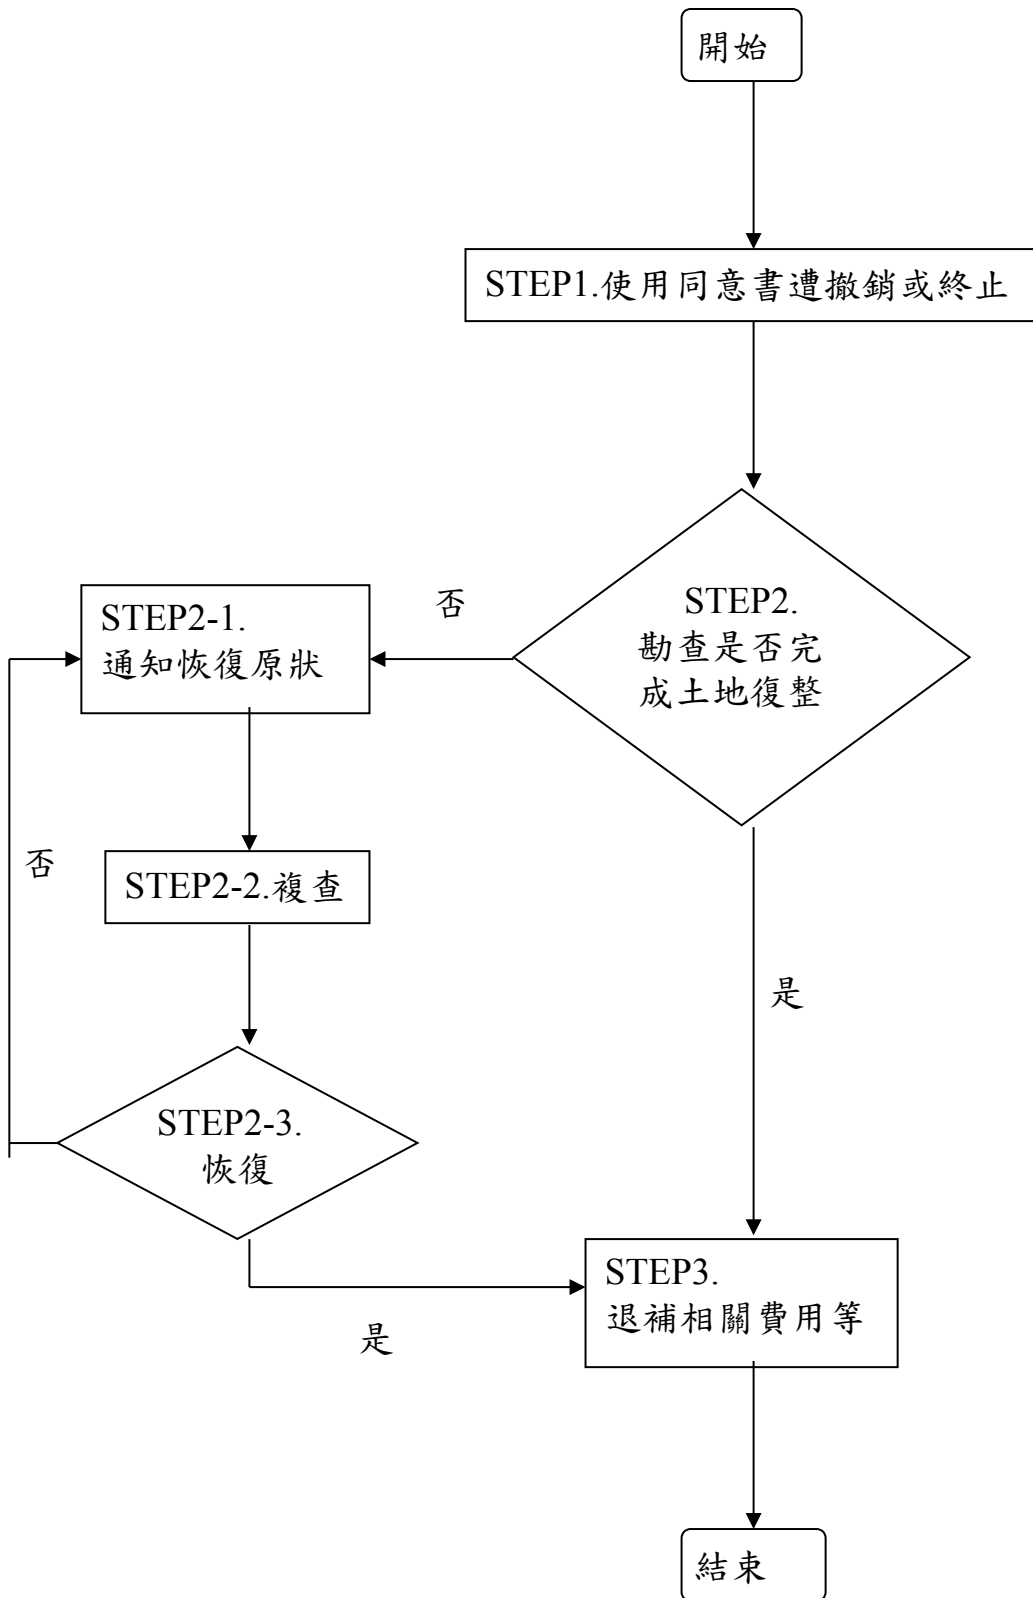 開始
STEP1.使用同意書遭撤銷或終止
STEP2.
勘查是否完
成土地復整
否
STEP2-1.
通知恢復原狀
否
STEP2-2.複查
是
STEP2-3.
恢復
STEP3.
退補相關費用等
是
結束